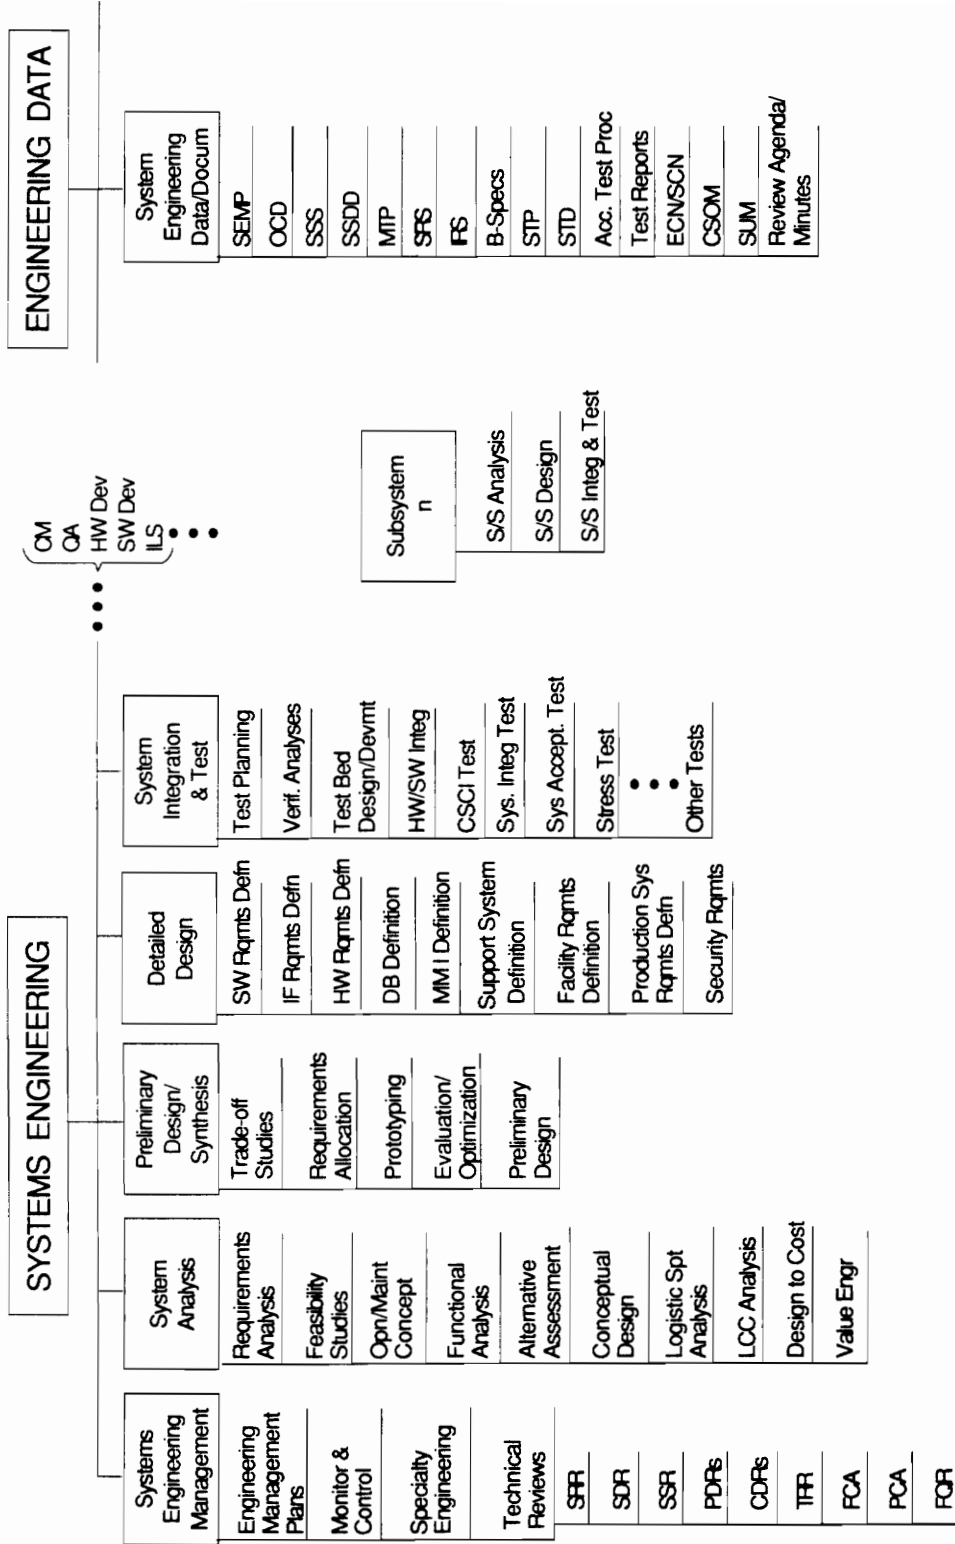 SYSTEMS ENGINEERING
Systems
Engineering
Management
Engineering
Management
Plans
Monitor &
Control
Specialty
Engineering
Technical
Reviews
SRR
SDR
SSR
PDRs
CDRs
TRR
FCA
PCA
FQR
System
Analysis
Requirements
Analysis
Feasibility
Studies
Opn/Maint
Concept
Functional
Analysis
Alternative
Assessment
Conceptual
Design
Logistic Spt
Analysis
LCC Analysis
Design to Cost
Value Engr
Preliminary
Design/
Synthesis
Trade-off
Studies
Requirements
Allocation
Prototyping
Evaluation/
Optimization
Preliminary
Design
Detailed
Design
SW Rqmts Defn
IF Rqmts Defn
HW Rqmts Defn
DB Definition
MM I Definition
Support System
Definition
Facility Rqmts
Definition
Production Sys
Rqmts Defn
Security Rqmts
System
Integration
& Test
Test Planning
Verif. Analyses
Test Bed
Design/Devmt
HW/SW Integ
CSCI Test
Sys. Integ Test
Sys Accept. Test
Stress Test
Other Tests
CM
QA
HW Dev
SW Dev
ILS
Subsystem
n
S/S Analysis
S/S Design
S/S Integ & Test
ENGINEERING DATA
System
Engineering
Data/Docum
SEMP
OCD
SSS
SSDD
MTP
SRS
IRS
B-Specs
STP
STD
Acc. Test Proc
Test Reports
ECN/SCN
CSOM
SUM
Review Agenda/
Minutes